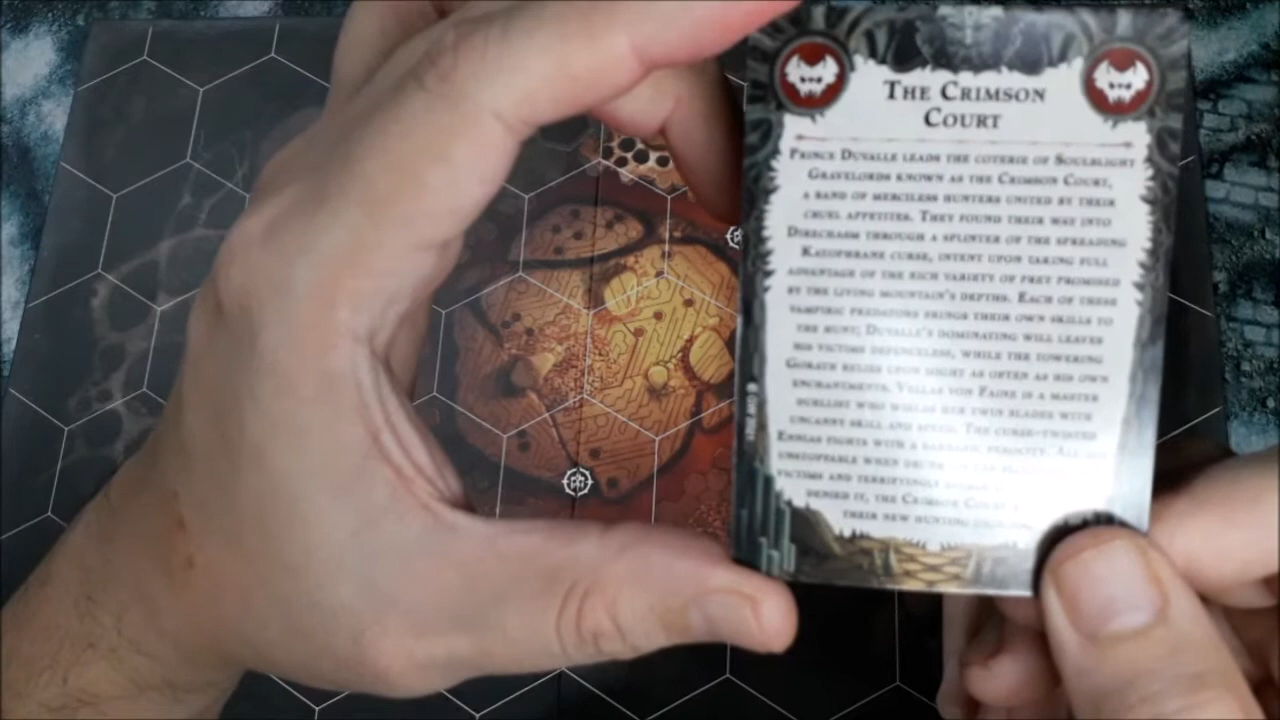 The Crimson
Court
Prince Duvalle leads the coterie of Soulblight
Gravelords known as the Crimson Court,
a band of merciless hunters united by their
cruel appetites. They found their way into
Direchasm through a splinter of the spreading
Katophrane curse, intent upon taking full
advantage of the rich variety of prey promised
by the living mountain's depths. Each of these
vampiric predators brings their own skills to
the hunt; Duvalle's dominating will leaves
his victims defenceless, while the towering
Gorath relies upon might as often as his own
enchantments. Vellas von Faine is a master
duellist who wields her twin blades with
uncanny skill and speed. The curse-twisted
Ennias fights with a barbaric ferocity. All
unstoppable when
victims and terrifyingly
denied it, the Crimson Court
their new hunting